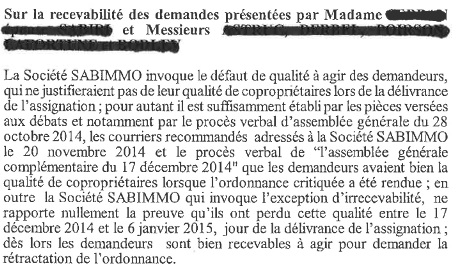 Sur la recevabilité des demandes présentées par Madame
et Messieurs
La Société SABIMMO invoque le défaut de qualité à agir des demandeurs,
qui ne justifieraient pas de leur qualité de copropriétaires lors de la délivrance
de l'assignation ; pour autant il est suffisamment établi par les pièces versées
aux débats et notamment par le procès verbal d'assemblée générale du 28
octobre 2014, les courriers recommandés adressés à la Société SABIMMO
le 20 novembre 2014 et le procès verbal de "l'assemblée générale
complémentaire du 17 décembre 2014" que les demandeurs avaient bien la
qualité de copropriétaires lorsque l'ordonnance critiquée a été rendue ; en
outre la Société SABIMMO qui invoque l'exception d'irrecevabilité, ne
rapporte nullement la preuve qu'ils ont perdu cette qualité entre le 17
décembre 2014 et le 6 janvier 2015, jour de la délivrance de l'assignation ;
dès lors les demandeurs sont bien recevables à agir pour demander la
rétractation de l'ordonnance.